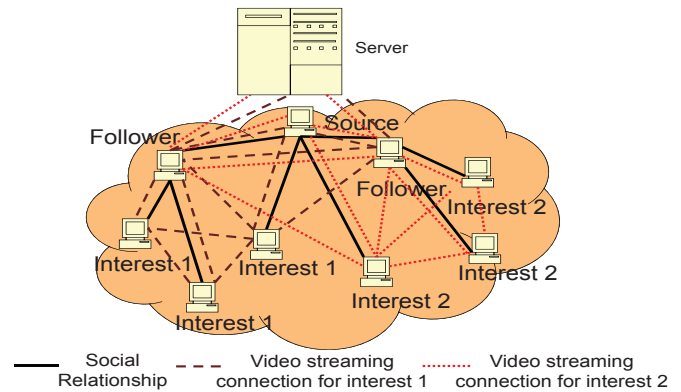 Server
Source
Follower
Follower
Interest 2
Interest 1
Interest 1
Interest 2
Interest 2
Interest 1
Social Relationship
Video streaming connection for interest 1
Video streaming connection for interest 2